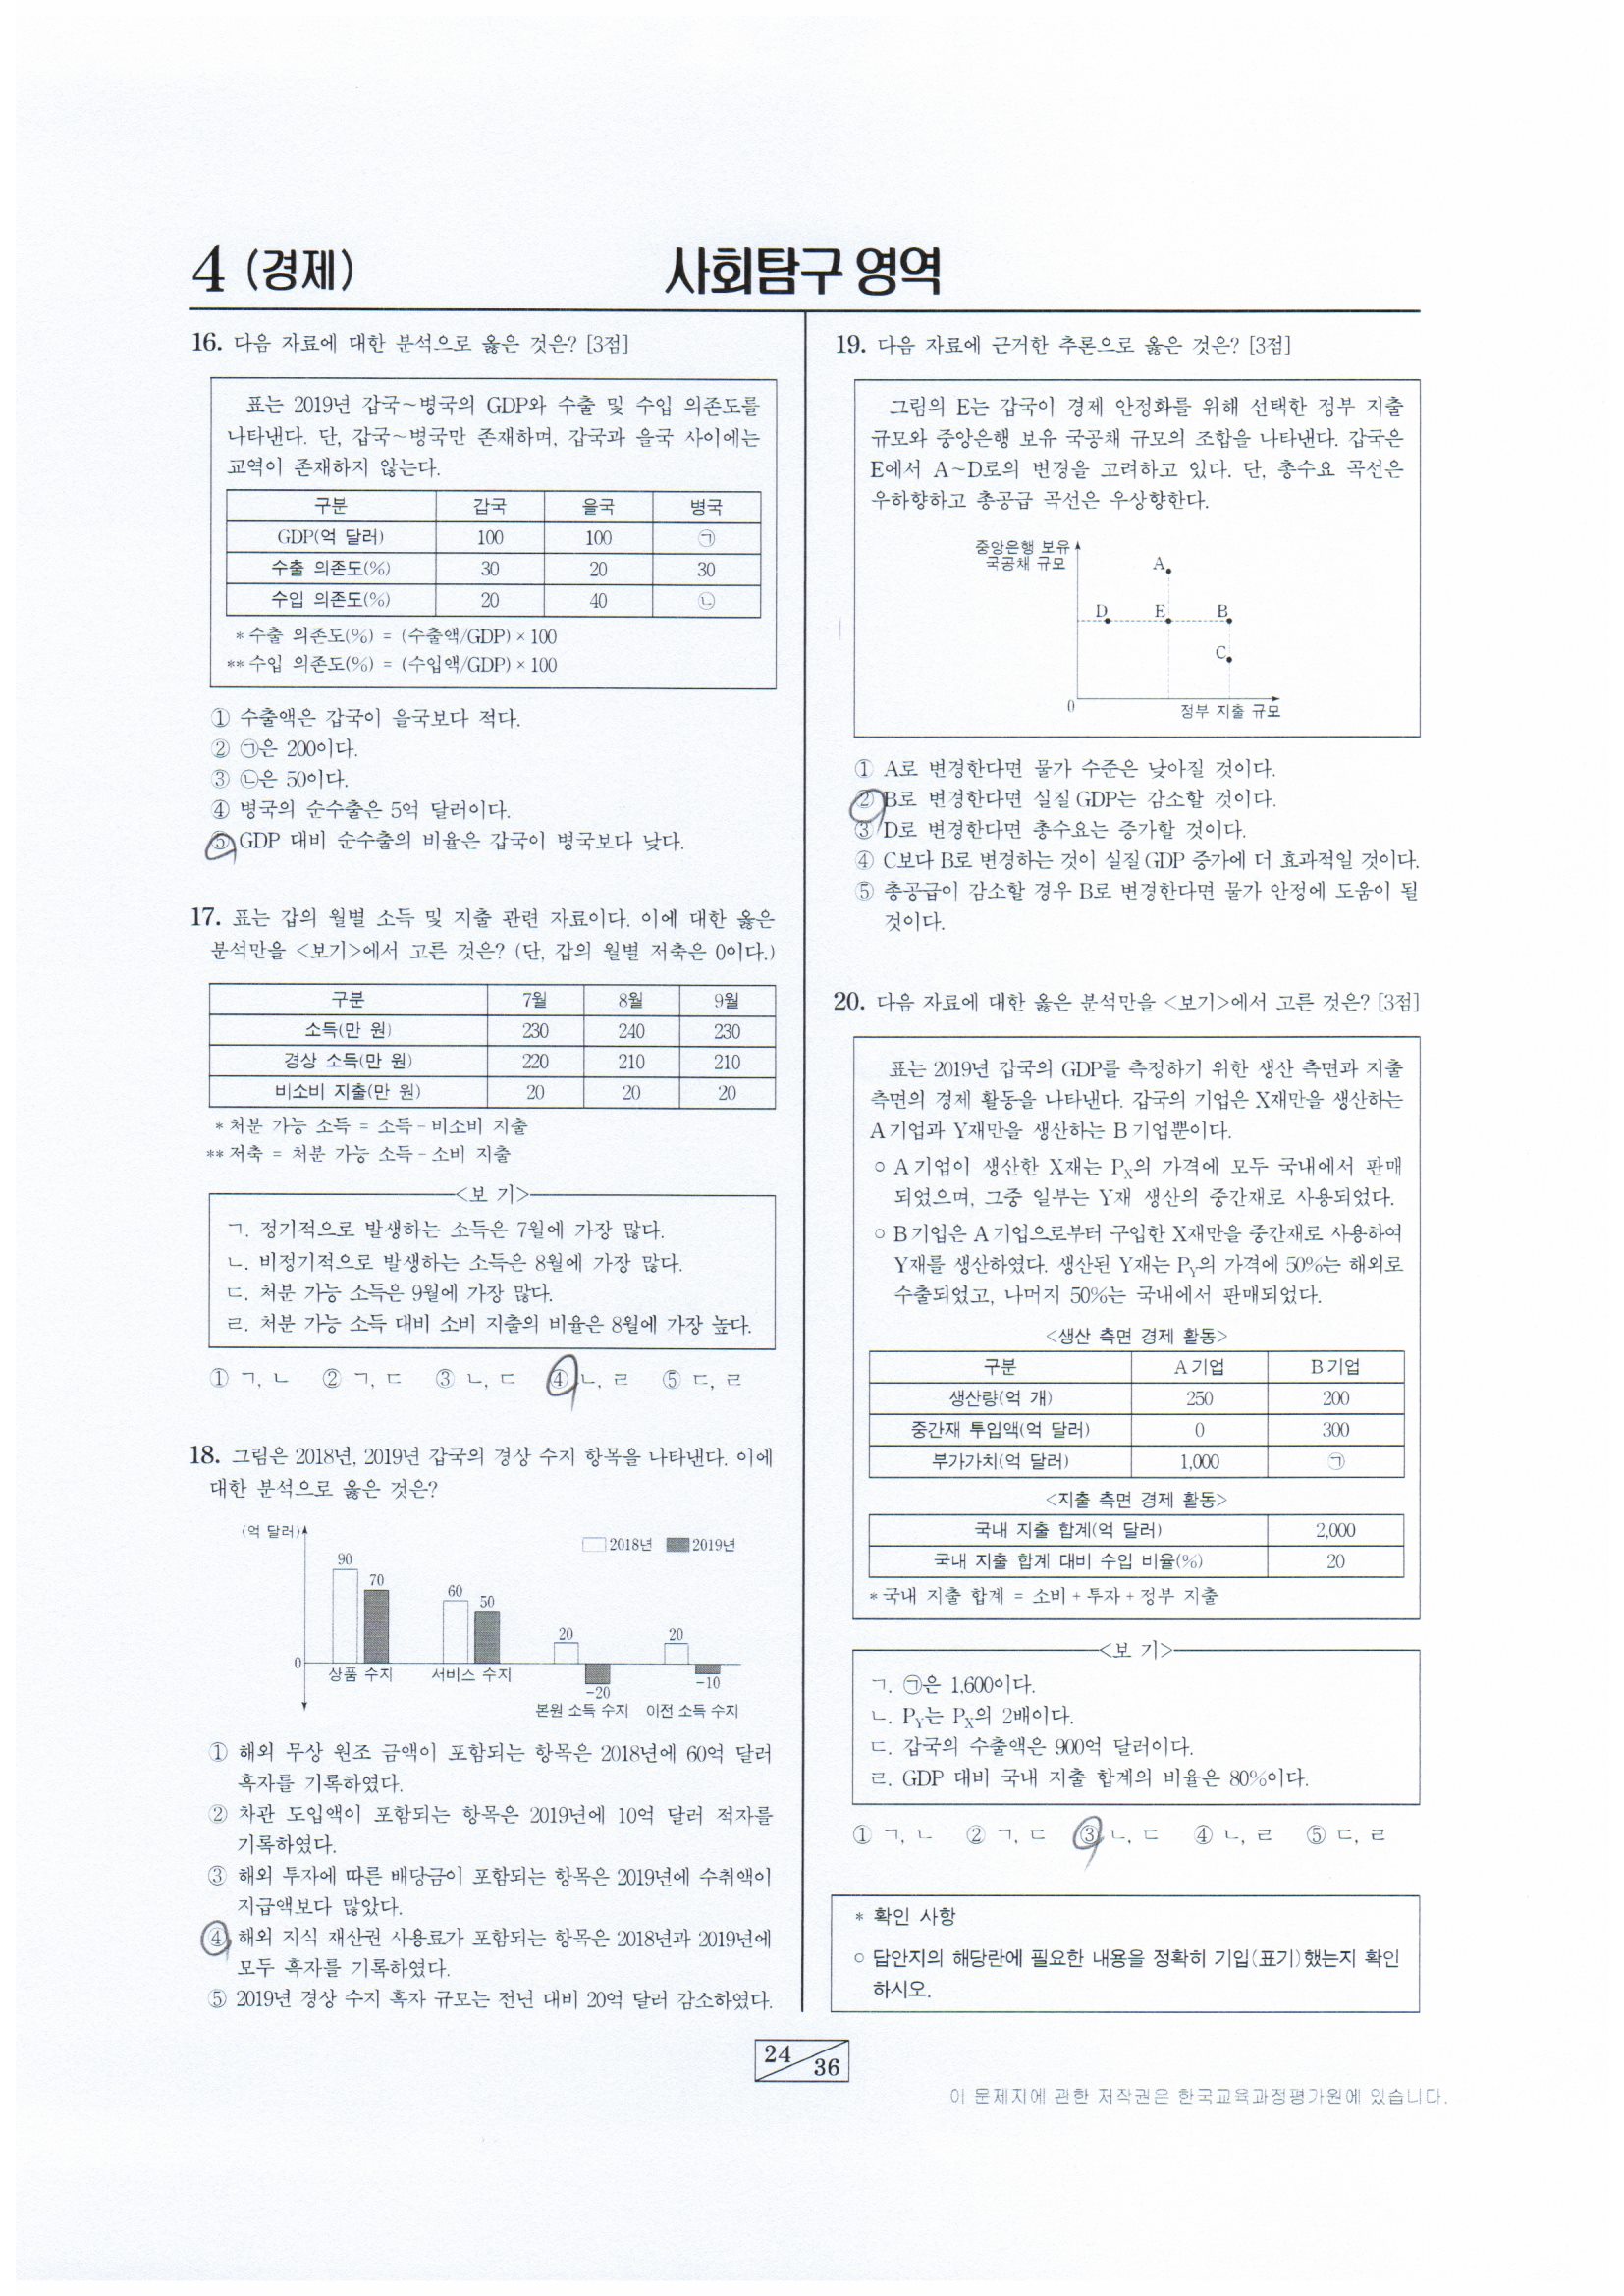 4 (경제)
사회탐구 영역
16. 다음 자료에 대한 분석으로 옳은 것은? [3점]
표는 2019년 갑국~병국의 GDP와 수출 및 수입 의존도를
나타낸다. 단, 갑국~병국만 존재하며, 갑국과 을국 사이에는
교역이 존재하지 않는다.
구분 갑국 을국 병국
GDP(억 달러) 100 100 ㉠
수출 의존도(%) 30 20 30
수입 의존도(%) 20 40 ㉡
* 수출 의존도(%) = (수출액/GDP) × 100
** 수입 의존도(%) = (수입액/GDP) × 100
① 수출액은 갑국이 을국보다 적다.
② ㉠은 200이다.
③ ㉡은 50이다.
④ 병국의 순수출은 5억 달러이다.
⑤ GDP 대비 순수출의 비율은 갑국이 병국보다 낮다.
17. 표는 갑의 월별 소득 및 지출 관련 자료이다. 이에 대한 옳은
분석만을 <보기>에서 고른 것은? (단, 갑의 월별 저축은 0이다.)
구분 7월 8월 9월
소득(만 원) 230 240 230
경상 소득(만 원) 220 210 210
비소비 지출(만 원) 20 20 20
* 처분 가능 소득 = 소득 - 비소비 지출
** 저축 = 처분 가능 소득 - 소비 지출
<보 기>
ㄱ. 정기적으로 발생하는 소득은 7월에 가장 많다.
ㄴ. 비정기적으로 발생하는 소득은 8월에 가장 많다.
ㄷ. 처분 가능 소득은 9월에 가장 많다.
ㄹ. 처분 가능 소득 대비 소비 지출의 비율은 8월에 가장 높다.
① ㄱ, ㄴ ② ㄱ, ㄷ ③ ㄴ, ㄷ ④ ㄴ, ㄹ ⑤ ㄷ, ㄹ
18. 그림은 2018년, 2019년 갑국의 경상 수지 항목을 나타낸다. 이에
대한 분석으로 옳은 것은?
(억 달러)
2018년 2019년
90
70
60
50
20
20
0
상품 수지 서비스 수지
-10
-20
본원 소득 수지 이전 소득 수지
① 해외 무상 원조 금액이 포함되는 항목은 2018년에 60억 달러
흑자를 기록하였다.
② 차관 도입액이 포함되는 항목은 2019년에 10억 달러 적자를
기록하였다.
③ 해외 투자에 따른 배당금이 포함되는 항목은 2019년에 수취액이
지급액보다 많았다.
④ 해외 지식 재산권 사용료가 포함되는 항목은 2018년과 2019년에
모두 흑자를 기록하였다.
⑤ 2019년 경상 수지 흑자 규모는 전년 대비 20억 달러 감소하였다.
19. 다음 자료에 근거한 추론으로 옳은 것은? [3점]
그림의 E는 갑국이 경제 안정화를 위해 선택한 정부 지출
규모와 중앙은행 보유 국공채 규모의 조합을 나타낸다. 갑국은
E에서 A~D로의 변경을 고려하고 있다. 단, 총수요 곡선은
우하향하고 총공급 곡선은 우상향한다.
중앙은행 보유
국공채 규모
A
D E B
C
0
정부 지출 규모
① A로 변경한다면 물가 수준은 낮아질 것이다.
② B로 변경한다면 실질 GDP는 감소할 것이다.
③ D로 변경한다면 총수요는 증가할 것이다.
④ C보다 B로 변경하는 것이 실질 GDP 증가에 더 효과적일 것이다.
⑤ 총공급이 감소할 경우 B로 변경한다면 물가 안정에 도움이 될
것이다.
20. 다음 자료에 대한 옳은 분석만을 <보기>에서 고른 것은? [3점]
표는 2019년 갑국의 GDP를 측정하기 위한 생산 측면과 지출
측면의 경제 활동을 나타낸다. 갑국의 기업은 X재만을 생산하는
A기업과 Y재만을 생산하는 B기업뿐이다.
○ A기업이 생산한 X재는 PX의 가격에 모두 국내에서 판매
되었으며, 그중 일부는 Y재 생산의 중간재로 사용되었다.
○ B기업은 A기업으로부터 구입한 X재만을 중간재로 사용하여
Y재를 생산하였다. 생산된 Y재는 PY의 가격에 50%는 해외로
수출되었고, 나머지 50%는 국내에서 판매되었다.
<생산 측면 경제 활동>
구분 A기업 B기업
생산량(억 개) 250 200
중간재 투입액(억 달러) 0 300
부가가치(억 달러) 1,000 ㉠
<지출 측면 경제 활동>
국내 지출 합계(억 달러) 2,000
국내 지출 합계 대비 수입 비율(%) 20
* 국내 지출 합계 = 소비 + 투자 + 정부 지출
<보 기>
ㄱ. ㉠은 1,600이다.
ㄴ. PY는 PX의 2배이다.
ㄷ. 갑국의 수출액은 900억 달러이다.
ㄹ. GDP 대비 국내 지출 합계의 비율은 80%이다.
① ㄱ, ㄴ ② ㄱ, ㄷ ③ ㄴ, ㄷ ④ ㄴ, ㄹ ⑤ ㄷ, ㄹ
* 확인 사항
○ 답안지의 해당란에 필요한 내용을 정확히 기입(표기)했는지 확인
하시오.
24
36
이 문제지에 관한 저작권은 한국교육과정평가원에 있습니다.